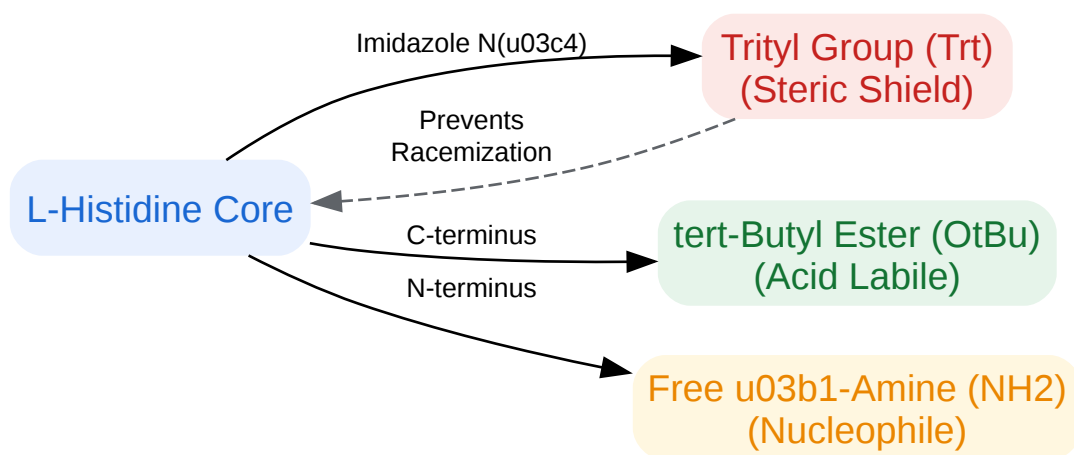 Imidazole N(u03c4)
Trityl Group (Trt)
(Steric Shield)
Prevents
Racemization
L-Histidine Core
C-terminus
tert-Butyl Ester (OtBu)
(Acid Labile)
N-terminus
Free u03b1-Amine (NH2)
(Nucleophile)